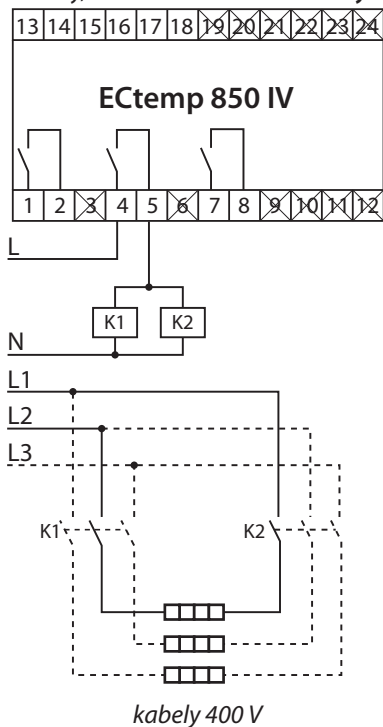 13 14 15 16 17 18 19 20 21 22 23 24
ECtemp 850 IV
1 2 3 4 5 6 7 8 9 10 11 12
L
K1 K2
N
L1
L2
L3
K1 K2
kabely 400 V